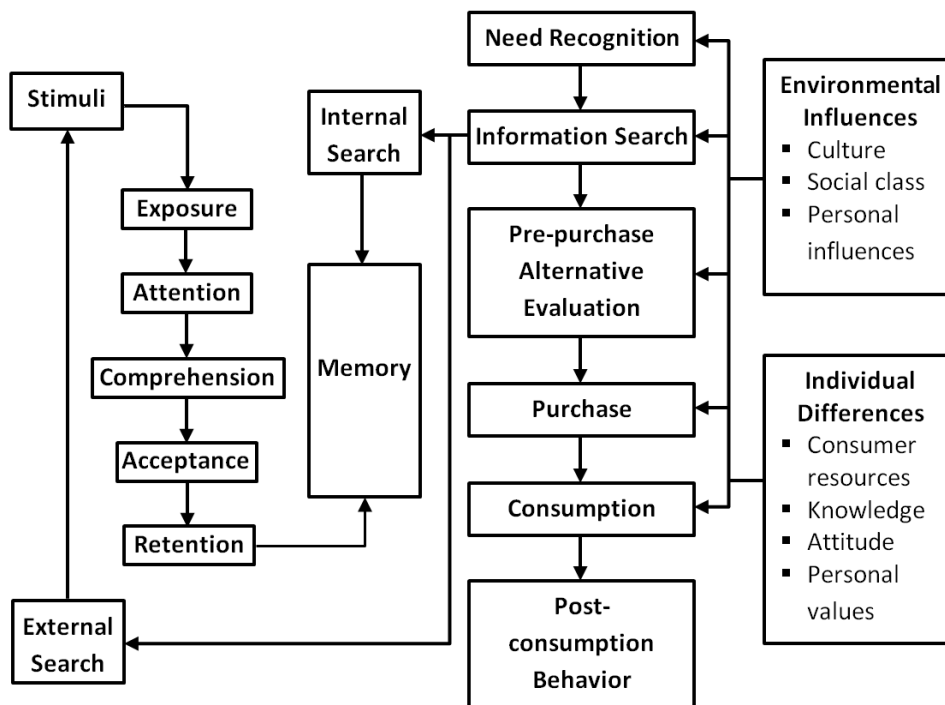 Need Recognition
Stimuli
Internal
Search
Information Search
Environmental
Influences
▪ Culture
▪ Social class
▪ Personal
influences
Exposure
Attention
Comprehension
Acceptance
Retention
Memory
Pre-purchase
Alternative
Evaluation
Purchase
Consumption
Individual
Differences
▪ Consumer
resources
▪ Knowledge
▪ Attitude
▪ Personal
values
External
Search
Post-
consumption
Behavior